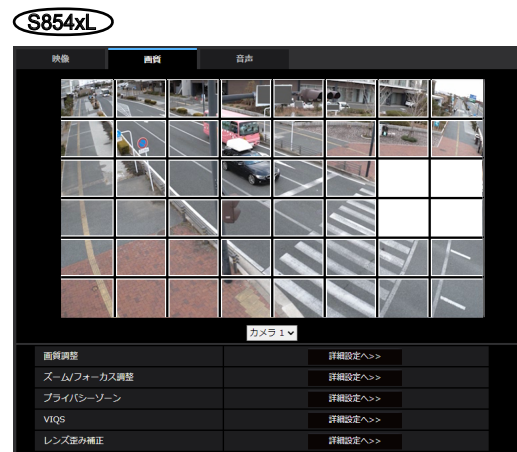 S854xL
映像 画質 音声
カメラ 1
画質調整 詳細設定へ>>
ズーム/フォーカス調整 詳細設定へ>>
プライバシーゾーン 詳細設定へ>>
VIQS 詳細設定へ>>
レンズ歪み補正 詳細設定へ>>